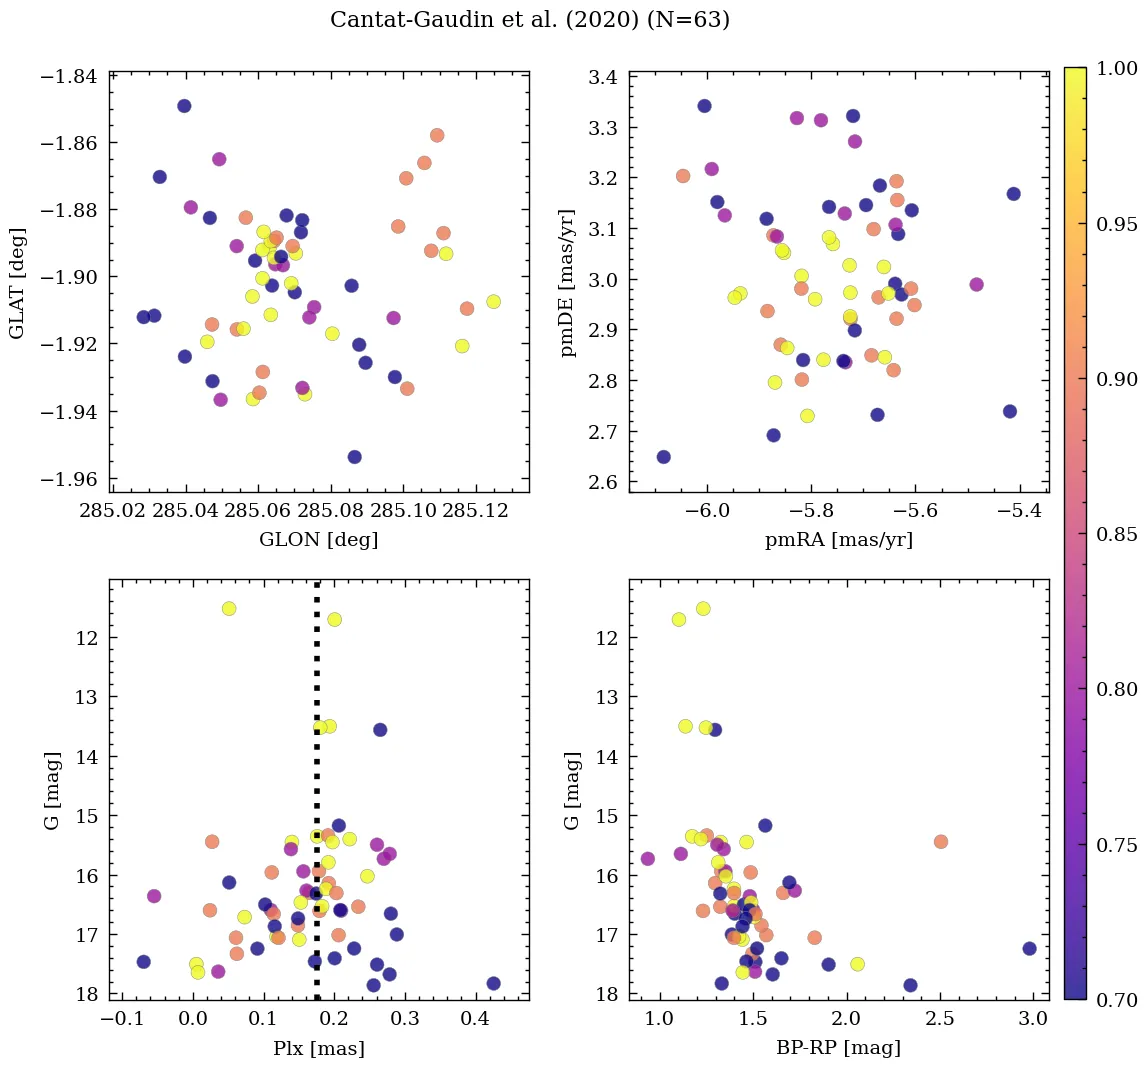 Cantat-Gaudin et al. (2020) (N=63)
−1.84
−1.86
−1.88
−1.90
−1.92
−1.94
−1.96
GLAT [deg]
285.02 285.04 285.06 285.08 285.10 285.12
GLON [deg]
3.4
3.3
3.2
3.1
3.0
2.9
2.8
2.7
2.6
pmDE [mas/yr]
−6.0 −5.8 −5.6 −5.4
pmRA [mas/yr]
12
13
14
15
16
17
18
G [mag]
−0.1 0.0 0.1 0.2 0.3 0.4
Plx [mas]
12
13
14
15
16
17
18
G [mag]
1.0 1.5 2.0 2.5 3.0
BP-RP [mag]
1.00
0.95
0.90
0.85
0.80
0.75
0.70